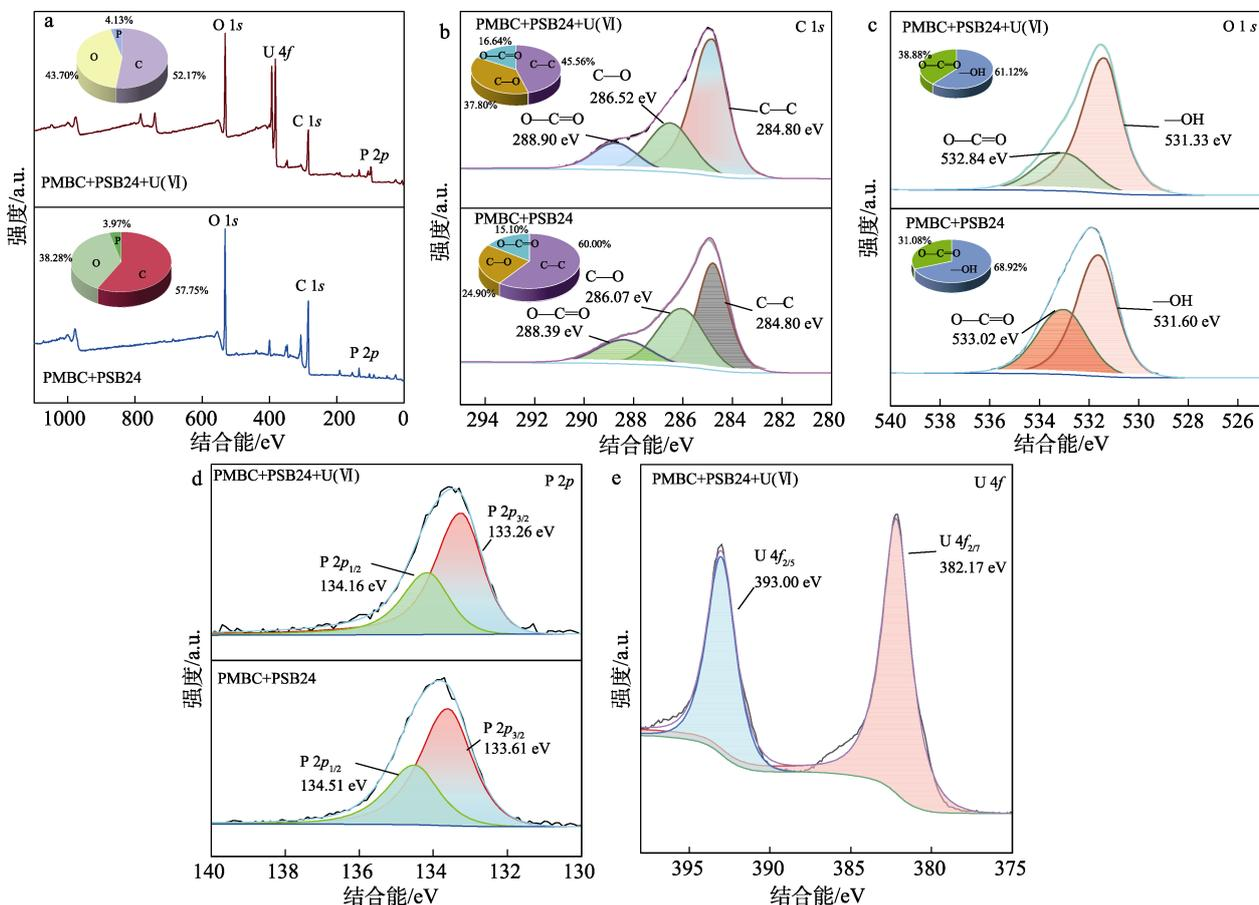 a
4.13%
P
O
C
43.70%
52.17%
O 1s
U 4f
C 1s
P 2p
PMBC+PSB24+U(Ⅵ)
3.97%
P
O
C
38.28%
57.75%
O 1s
C 1s
P 2p
PMBC+PSB24
强度/a.u.
1000 800 600 400 200 0
结合能/eV
b
PMBC+PSB24+U(Ⅵ)
C 1s
16.64%
O—C=O
C—C
45.56%
C—O
37.80%
C—O
286.52 eV
O—C=O
288.90 eV
C—C
284.80 eV
PMBC+PSB24
15.10%
O—C=O
60.00%
C—O
C—C
24.90%
C—O
286.07 eV
O—C=O
288.39 eV
C—C
284.80 eV
强度/a.u.
294 292 290 288 286 284 282 280
结合能/eV
c
PMBC+PSB24+U(Ⅵ)
O 1s
38.88%
O—C=O
—OH
61.12%
O—C=O
532.84 eV
—OH
531.33 eV
PMBC+PSB24
31.08%
O—C=O
—OH
68.92%
O—C=O
533.02 eV
—OH
531.60 eV
强度/a.u.
540 538 536 534 532 530 528 526
结合能/eV
d
PMBC+PSB24+U(Ⅵ)
P 2p
P 2p3/2
133.26 eV
P 2p1/2
134.16 eV
PMBC+PSB24
P 2p3/2
133.61 eV
P 2p1/2
134.51 eV
强度/a.u.
140 138 136 134 132 130
结合能/eV
e
PMBC+PSB24+U(Ⅵ)
U 4f
U 4f2/5
393.00 eV
U 4f2/7
382.17 eV
强度/a.u.
395 390 385 380 375
结合能/eV